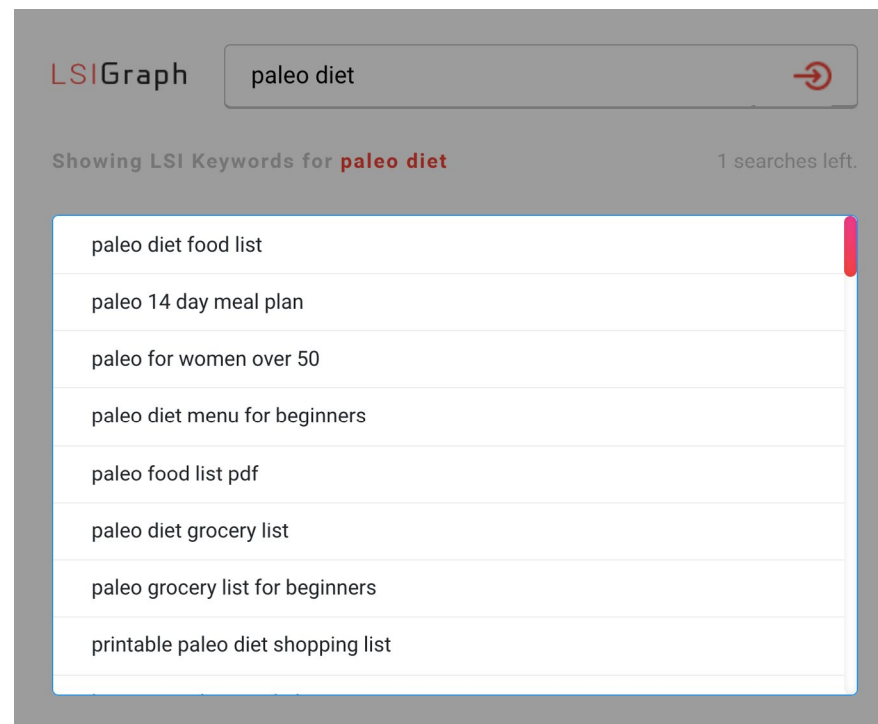 LSIGraph
paleo diet
Showing LSI Keywords for paleo diet
1 searches left.
paleo diet food list
paleo 14 day meal plan
paleo for women over 50
paleo diet menu for beginners
paleo food list pdf
paleo diet grocery list
paleo grocery list for beginners
printable paleo diet shopping list